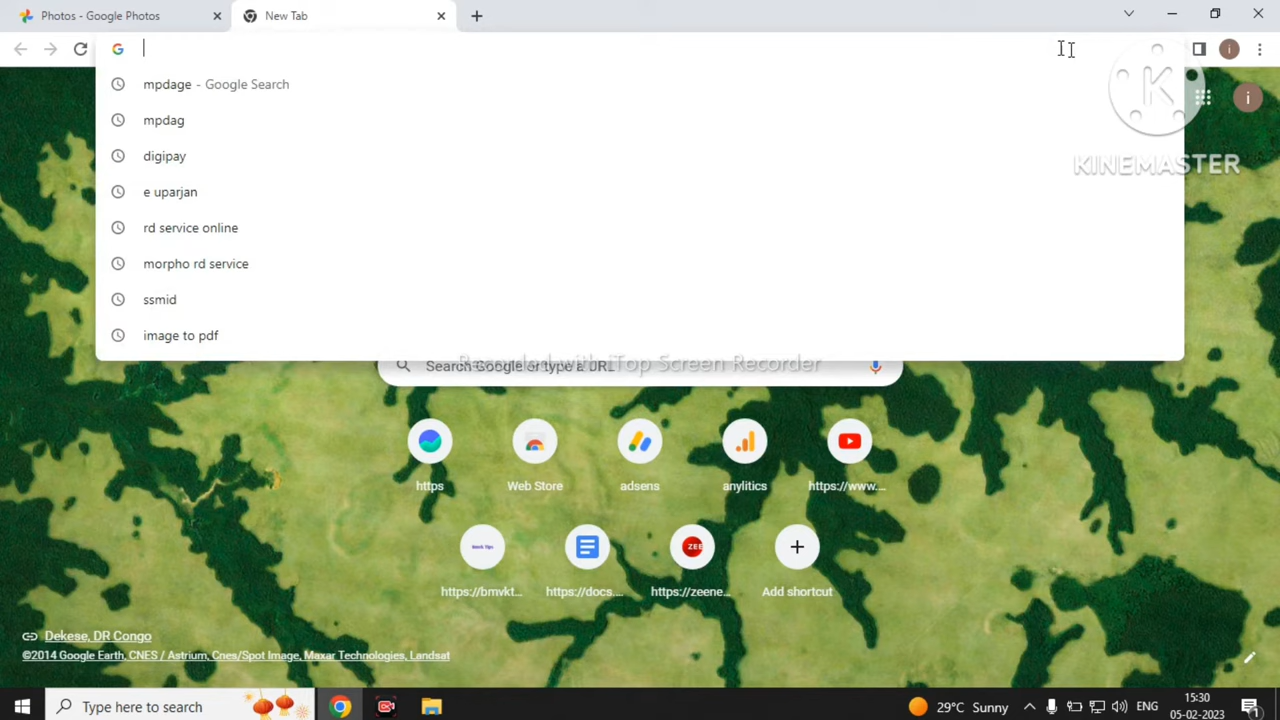 Photos - Google Photos
New Tab
mpdage - Google Search
mpdag
digipay
e uparjan
rd service online
morpho rd service
ssmid
image to pdf
i
K
i
KINEMASTER
Recorded with iTop Screen Recorder
Search Google or type a URL
https
Web Store
adsens
anylitics
https://www....
https://bmvkt...
https://docs....
ZEE
https://zeene...
Add shortcut
Dekese, DR Congo
©2014 Google Earth, CNES / Astrium, Cnes/Spot Image, Maxar Technologies, Landsat
Type here to search
29°C Sunny
ENG
15:30
05-02-2023
1